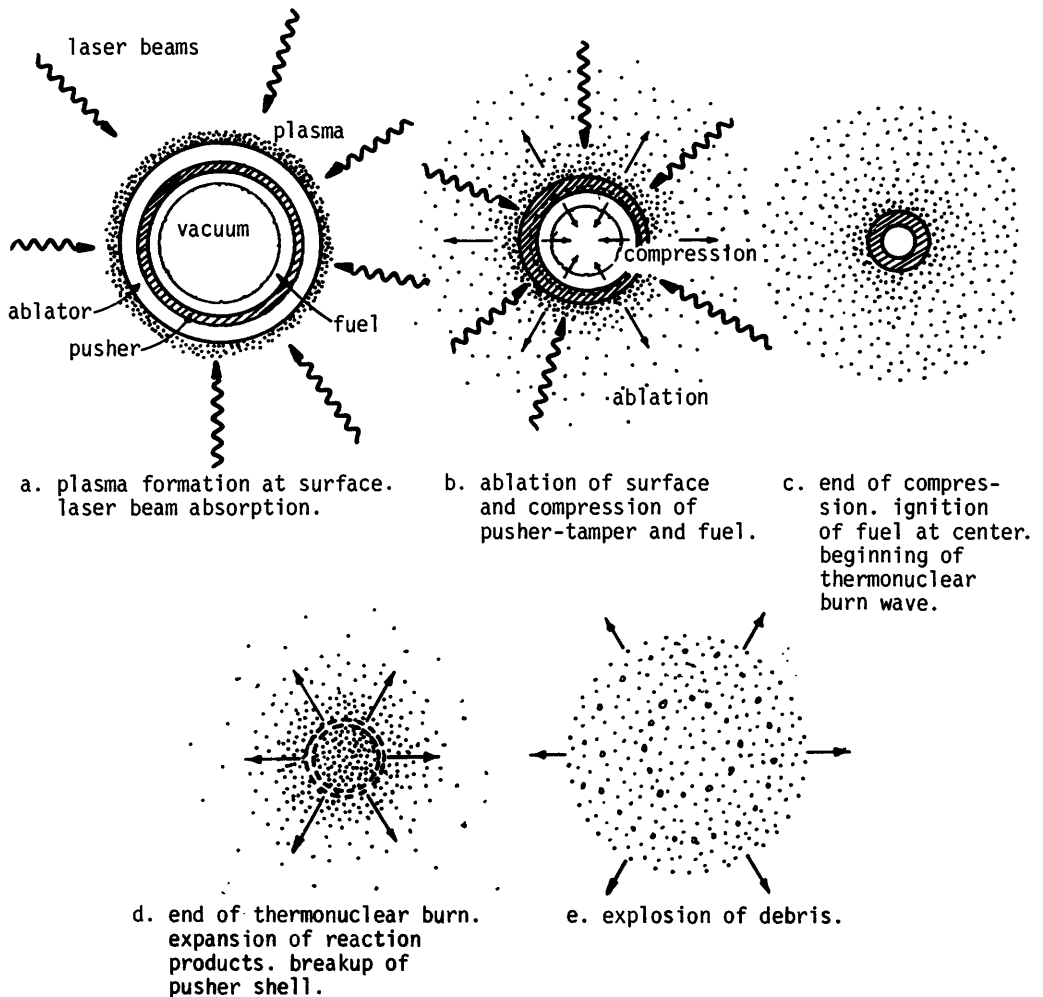 laser beams
plasma
vacuum
ablator
pusher
fuel
compression
ablation
a. plasma formation at surface.
laser beam absorption.
b. ablation of surface
and compression of
pusher-tamper and fuel.
c. end of compres-
sion. ignition
of fuel at center.
beginning of
thermonuclear
burn wave.
d. end of thermonuclear burn.
expansion of reaction
products. breakup of
pusher shell.
e. explosion of debris.